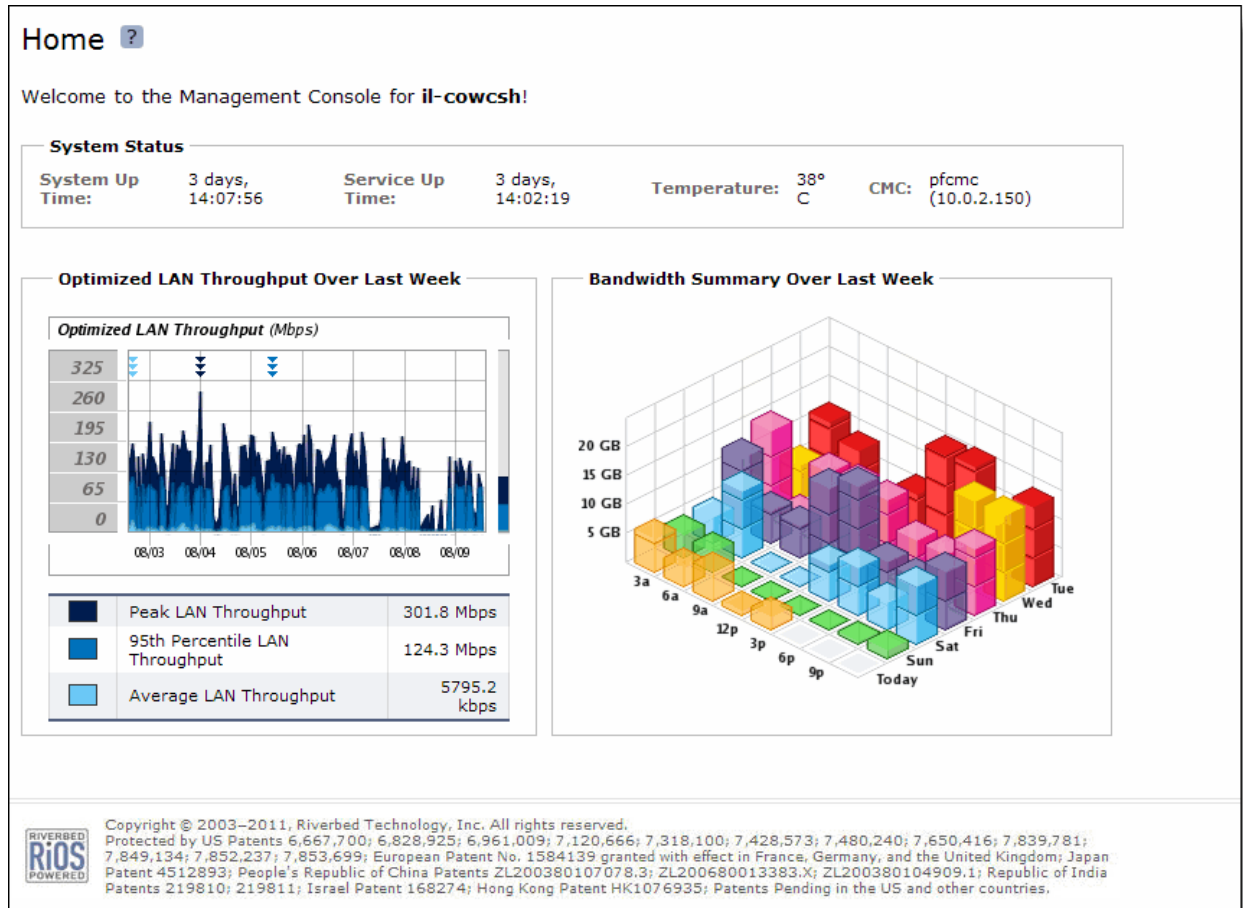 Home ?
Welcome to the Management Console for il-cowcsh!
System Status
System Up Time:
3 days, 14:07:56
Service Up Time:
3 days, 14:02:19
Temperature:
38° C
CMC:
pfcmc (10.0.2.150)
Optimized LAN Throughput Over Last Week
Optimized LAN Throughput (Mbps)
325
260
195
130
65
0
08/03 08/04 08/05 08/06 08/07 08/08 08/09
Peak LAN Throughput 301.8 Mbps
95th Percentile LAN Throughput 124.3 Mbps
Average LAN Throughput 5795.2 kbps
Bandwidth Summary Over Last Week
20 GB
15 GB
10 GB
5 GB
3a
6a
9a
12p
3p
6p
9p
Today
Sun
Sat
Fri
Thu
Wed
Tue
RIVERBED
RiOS
POWERED
Copyright © 2003–2011, Riverbed Technology, Inc. All rights reserved.
Protected by US Patents 6,667,700; 6,828,925; 6,961,009; 7,120,666; 7,318,100; 7,428,573; 7,480,240; 7,650,416; 7,839,781;
7,849,134; 7,852,237; 7,853,699; European Patent No. 1584139 granted with effect in France, Germany, and the United Kingdom; Japan
Patent 4512893; People's Republic of China Patents ZL200380107078.3; ZL200680013383.X; ZL200380104909.1; Republic of India
Patents 219810; 219811; Israel Patent 168274; Hong Kong Patent HK1076935; Patents Pending in the US and other countries.